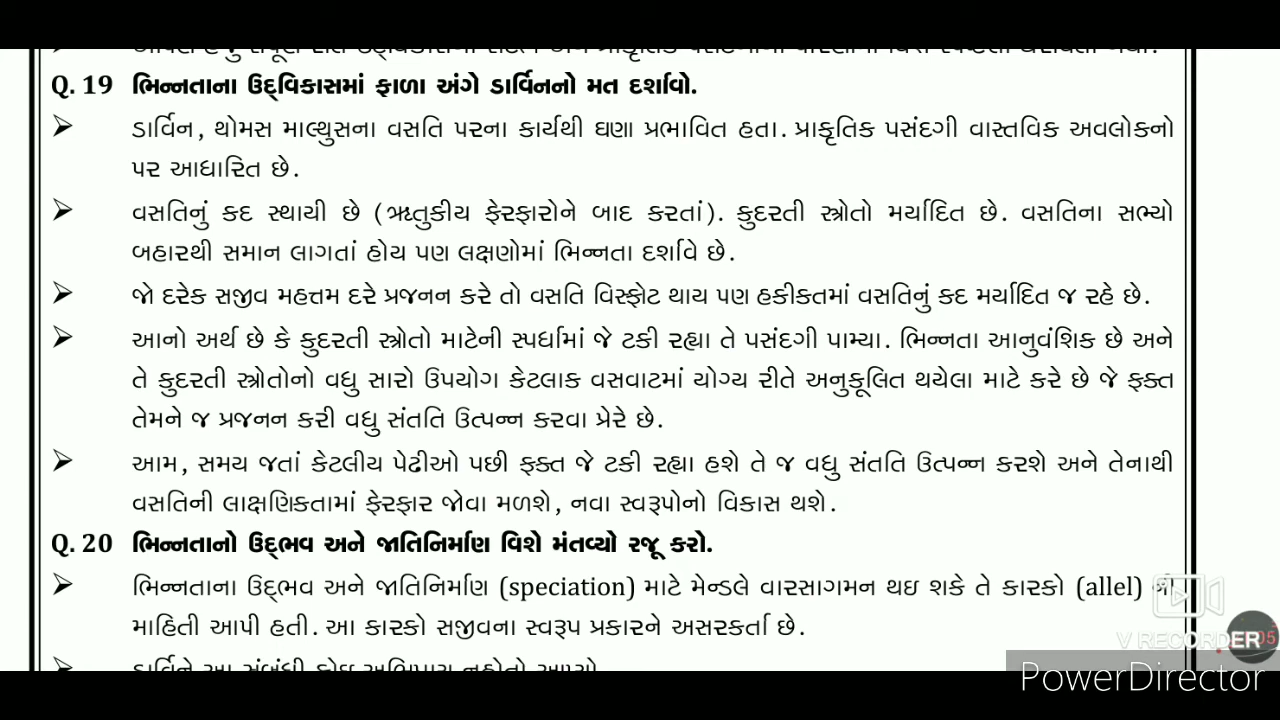 Q. 19 ભિન્નતાના ઉદ્‌વિકાસમાં ફાળા અંગે ડાર્વિનનો મત દર્શાવો.
➢ ડાર્વિન, થોમસ માલ્થુસના વસતિ પરના કાર્યથી ઘણા પ્રભાવિત હતા. પ્રાકૃતિક પસંદગી વાસ્તવિક અવલોકનો
પર આધારિત છે.
➢ વસતિનું કદ સ્થાયી છે (ઋતુકીય ફેરફારોને બાદ કરતાં). કુદરતી સ્ત્રોતો મર્યાદિત છે. વસતિના સભ્યો
બહારથી સમાન લાગતાં હોય પણ લક્ષણોમાં ભિન્નતા દર્શાવે છે.
➢ જો દરેક સજીવ મહત્તમ દરે પ્રજનન કરે તો વસતિ વિસ્ફોટ થાય પણ હકીકતમાં વસતિનું કદ મર્યાદિત જ રહે છે.
➢ આનો અર્થ છે કે કુદરતી સ્ત્રોતો માટેની સ્પર્ધામાં જે ટકી રહ્યા તે પસંદગી પામ્યા. ભિન્નતા આનુવંશિક છે અને
તે કુદરતી સ્ત્રોતોનો વધુ સારો ઉપયોગ કેટલાક વસવાટમાં યોગ્ય રીતે અનુકૂલિત થયેલા માટે કરે છે જે ફક્ત
તેમને જ પ્રજનન કરી વધુ સંતતિ ઉત્પન્ન કરવા પ્રેરે છે.
➢ આમ, સમય જતાં કેટલીય પેઢીઓ પછી ફક્ત જે ટકી રહ્યા હશે તે જ વધુ સંતતિ ઉત્પન્ન કરશે અને તેનાથી
વસતિની લાક્ષણિકતામાં ફેરફાર જોવા મળશે, નવા સ્વરૂપોનો વિકાસ થશે.
Q. 20 ભિન્નતાનો ઉદ્‌ભવ અને જાતિનિર્માણ વિશે મંતવ્યો રજૂ કરો.
➢ ભિન્નતાના ઉદ્‌ભવ અને જાતિનિર્માણ (speciation) માટે મેન્ડલે વારસાગમન થઇ શકે તે કારકો (allel) ની
માહિતી આપી હતી. આ કારકો સજીવના સ્વરૂપ પ્રકારને અસરકર્તા છે.
V RECORDER
PowerDirector